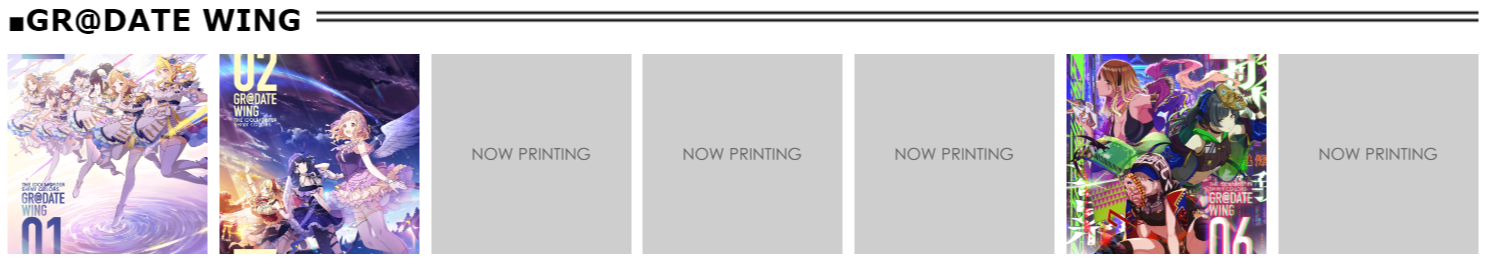 ■GR@DATE WING
THE IDOLM@STER
SHINY COLORS
GR@DATE
WING
01
02
GR@DATE
WING
THE IDOLM@STER
SHINY COLORS
NOW PRINTING
NOW PRINTING
NOW PRINTING
THE IDOLM@STER
SHINY COLORS
GR@DATE
WING
06
NOW PRINTING